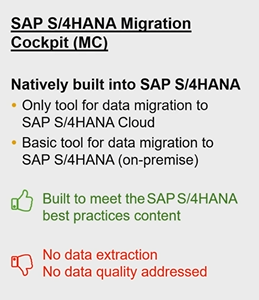 SAP S/4HANA Migration
Cockpit (MC)
Natively built into SAP S/4HANA
• Only tool for data migration to
SAP S/4HANA Cloud
• Basic tool for data migration to
SAP S/4HANA (on-premise)
Built to meet the SAP S/4HANA
best practices content
No data extraction
No data quality addressed